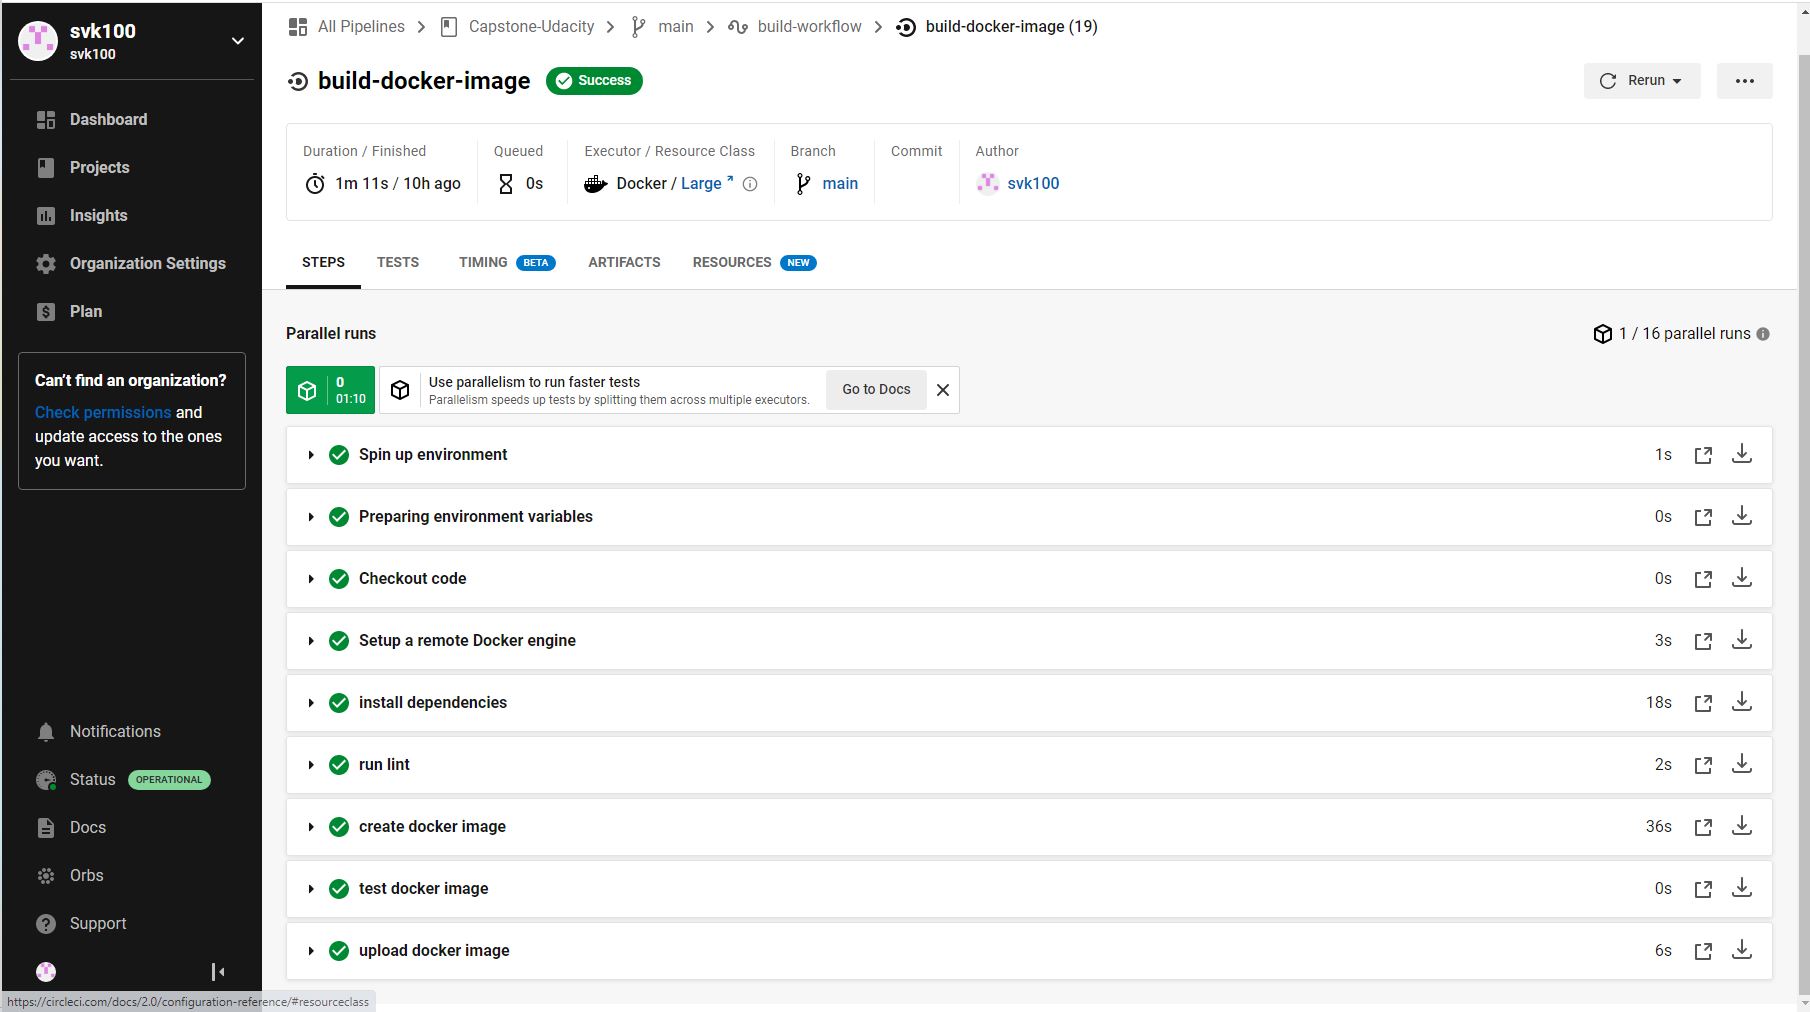 svk100
svk100
Dashboard
Projects
Insights
Organization Settings
Plan
Can't find an organization?
Check permissions and
update access to the ones
you want.
Notifications
Status OPERATIONAL
Docs
Orbs
Support
https://circleci.com/docs/2.0/configuration-reference/#resourceclass
All Pipelines Capstone-Udacity main build-workflow build-docker-image (19)
build-docker-image Success
Rerun
Duration / Finished Queued Executor / Resource Class Branch Commit Author
1m 11s / 10h ago 0s Docker / Large main svk100
STEPS TESTS TIMING BETA ARTIFACTS RESOURCES NEW
Parallel runs 1 / 16 parallel runs
0
01:10
Use parallelism to run faster tests
Parallelism speeds up tests by splitting them across multiple executors.
Go to Docs
Spin up environment 1s
Preparing environment variables 0s
Checkout code 0s
Setup a remote Docker engine 3s
install dependencies 18s
run lint 2s
create docker image 36s
test docker image 0s
upload docker image 6s